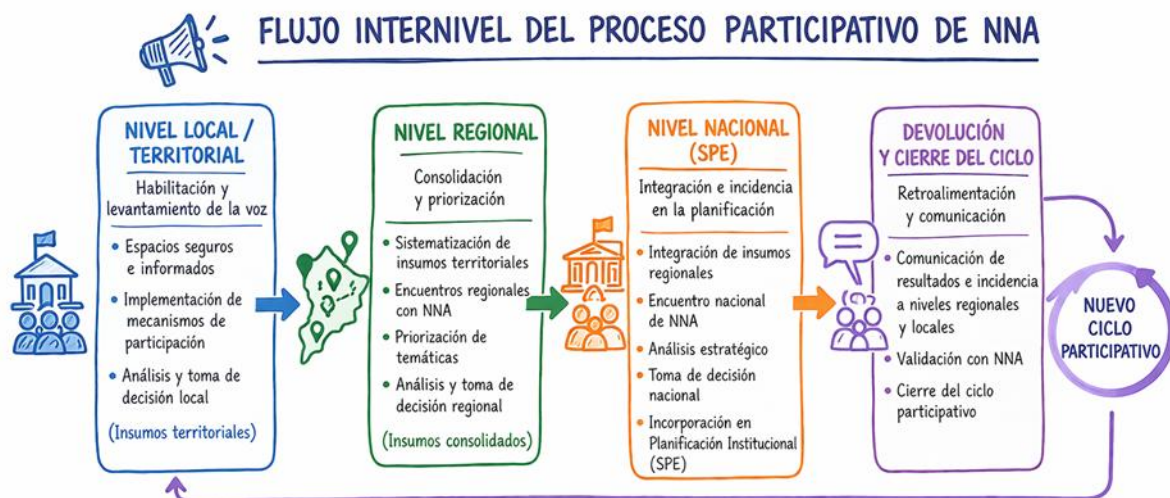 FLUJO INTERNIVEL DEL PROCESO PARTICIPATIVO DE NNA
NIVEL LOCAL /
TERRITORIAL
Habilitación y
levantamiento de la voz
• Espacios seguros
e informados
• Implementación de
mecanismos de
participación
• Análisis y toma de
decisión local
(Insumos territoriales)
NIVEL REGIONAL
Consolidación
y priorización
• Sistematización de
insumos territoriales
• Encuentros regionales
con NNA
• Priorización de
temáticas
• Análisis y toma de
decisión regional
(Insumos consolidados)
NIVEL NACIONAL
(SPE)
Integración e incidencia
en la planificación
• Integración de insumos
regionales
• Encuentro nacional
de NNA
• Análisis estratégico
• Toma de decisión
nacional
• Incorporación en
Planificación Institucional
(SPE)
DEVOLUCIÓN
Y CIERRE DEL CICLO
Retroalimentación
y comunicación
• Comunicación de
resultados e incidencia
a niveles regionales
y locales
• Validación con NNA
• Cierre del ciclo
participativo
NUEVO
CICLO
PARTICIPATIVO